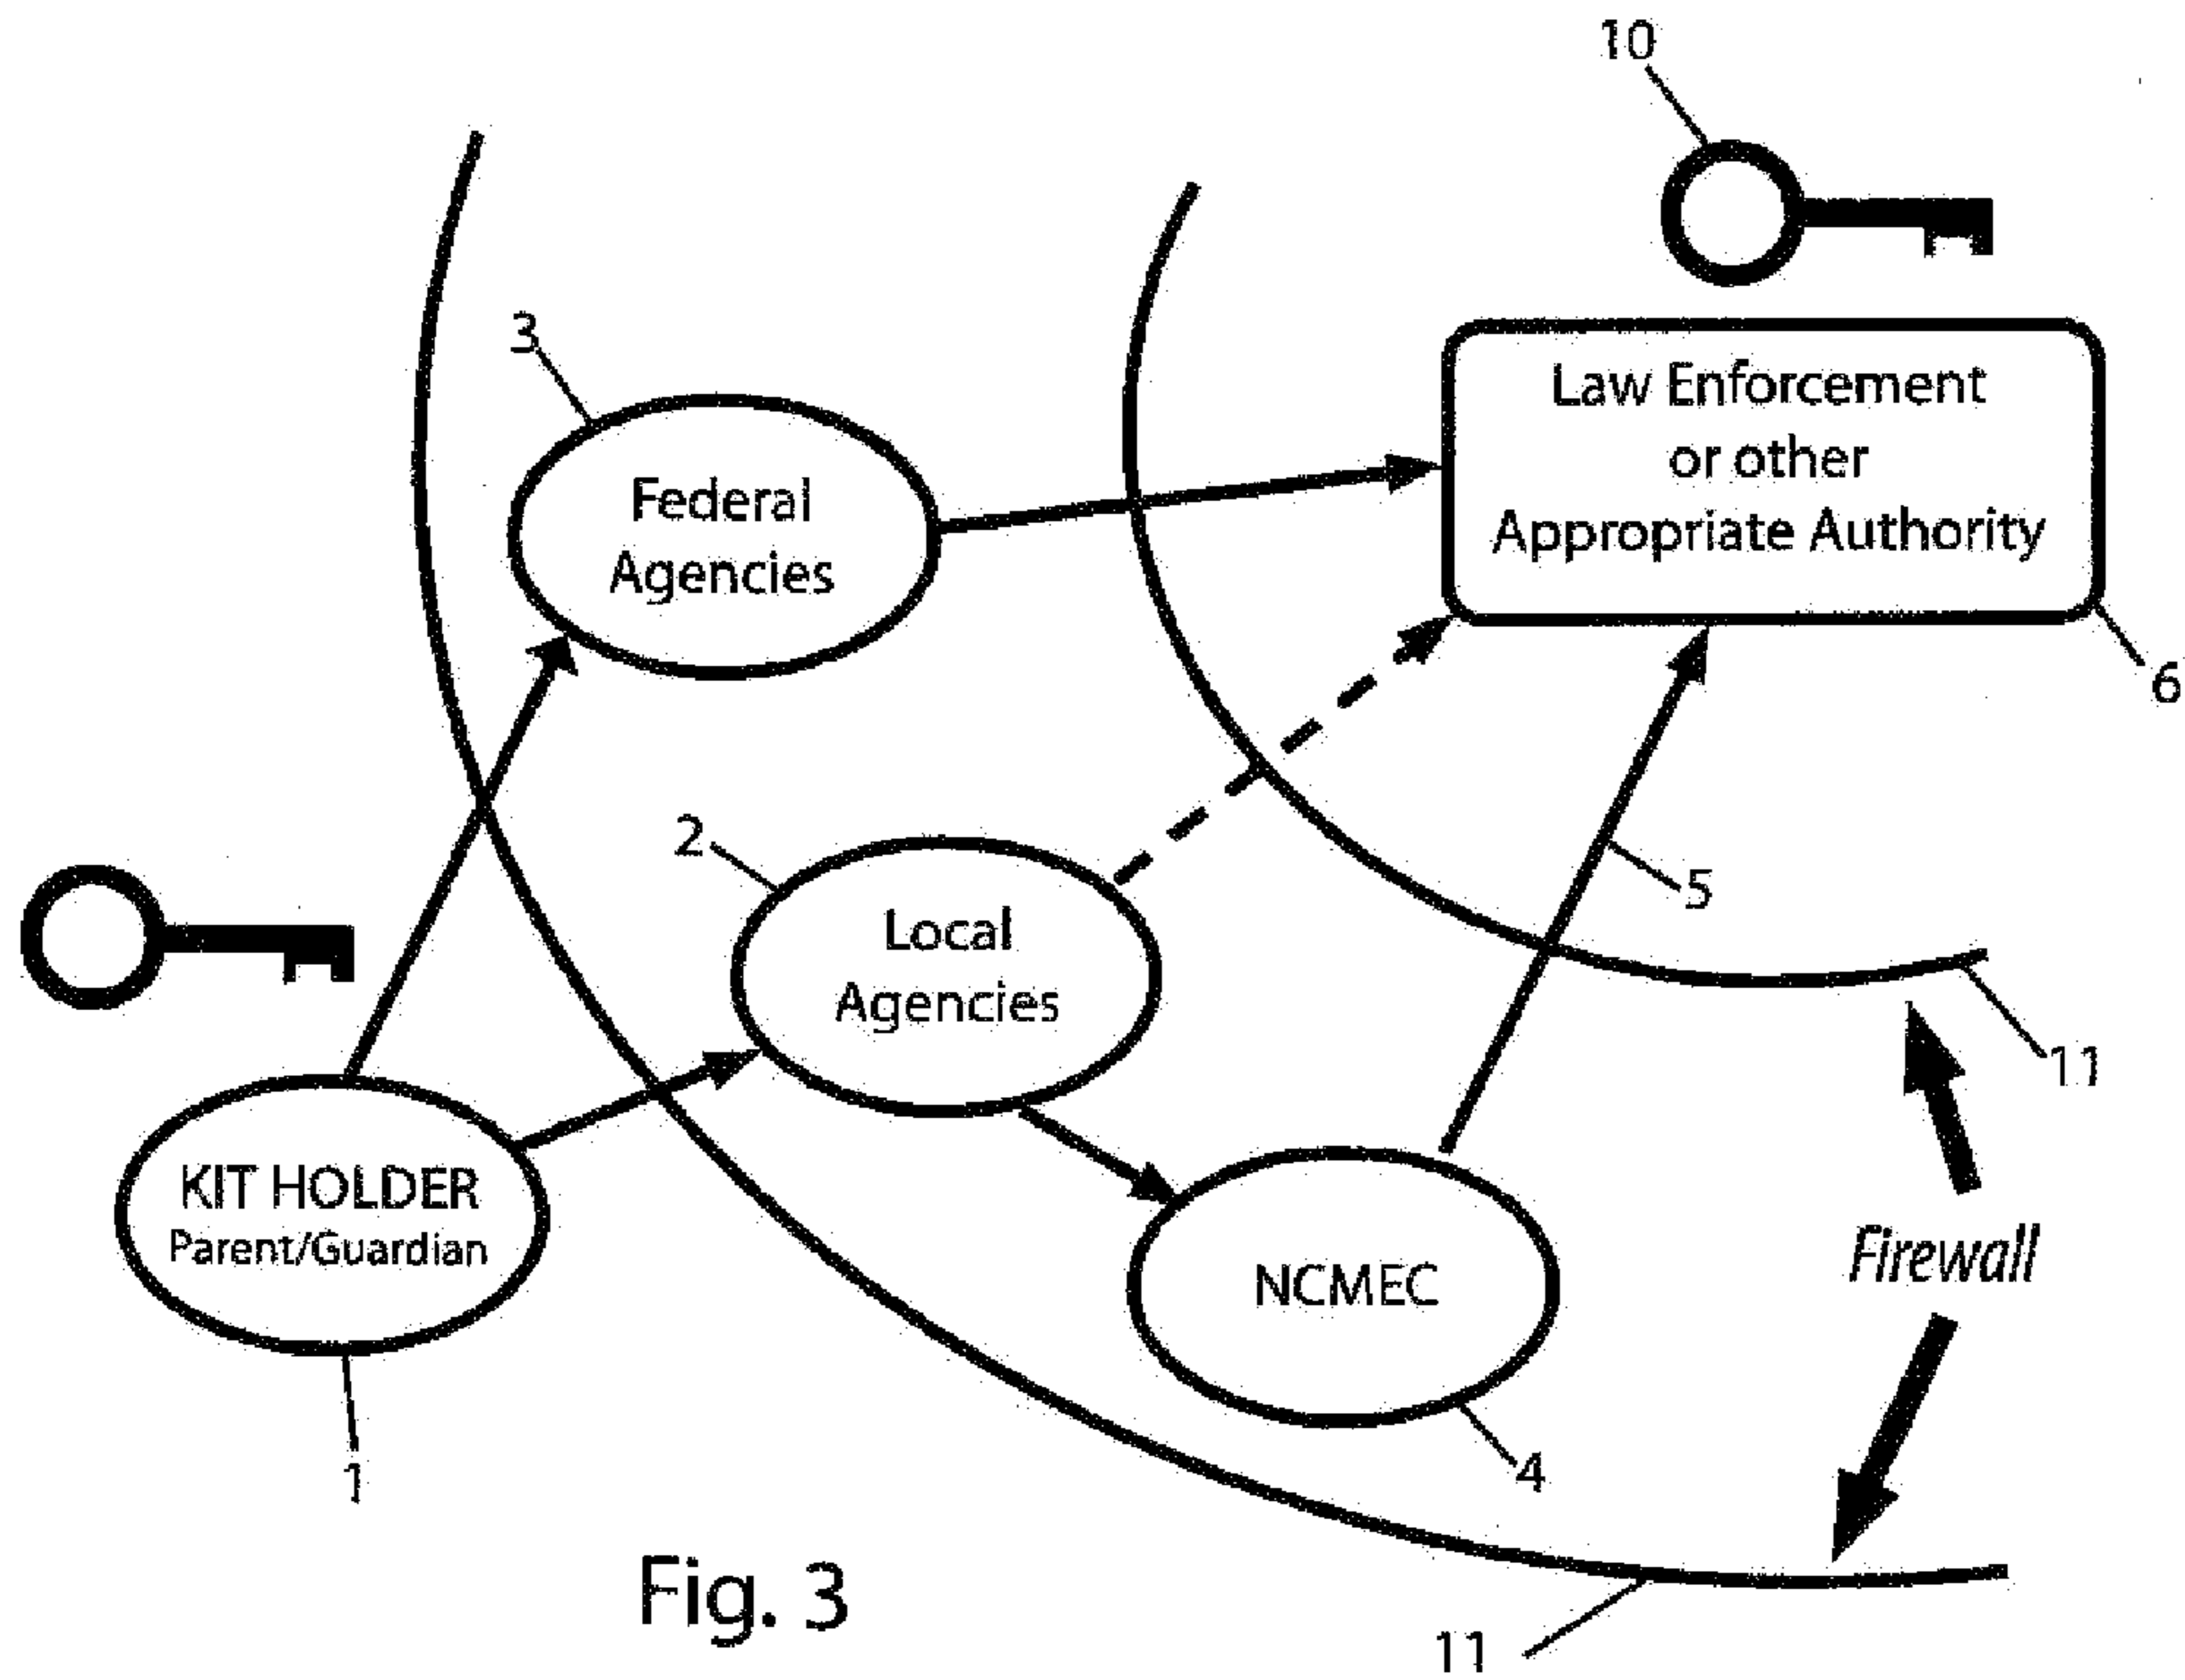 10
3
Law Enforcement
or other
Appropriate Authority
Federal
Agencies
6
2
5
Local
Agencies
11
KIT HOLDER
Parent/Guardian
NCMEC
Firewall
1
4
Fig. 3
11